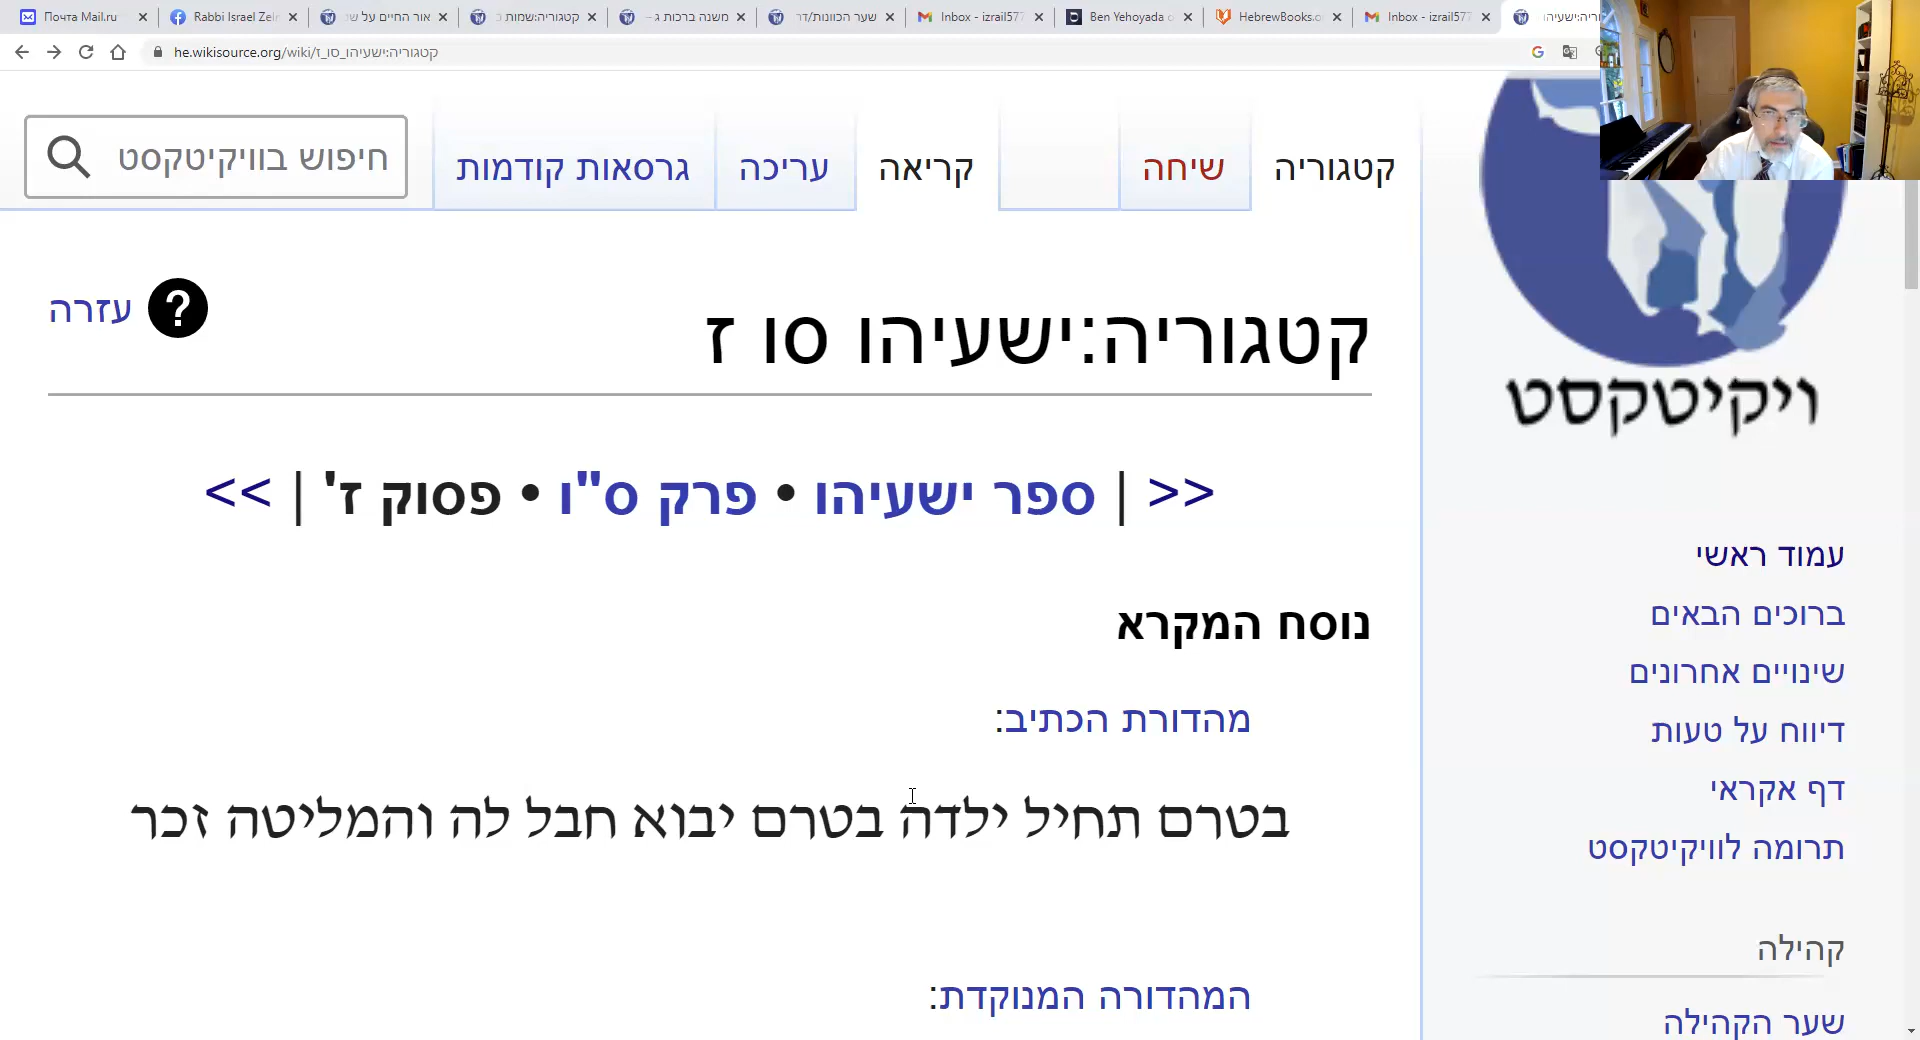 Почта Mail.ru
Rabbi Israel Zei
אור החיים על ש
קטגוריה:שמות כ
משנה ברכות ג
שער הכוונות/דר
Inbox - izrail577
Ben Yehoyada o
HebrewBooks.o
Inbox - izrail577
he.wikisource.org/wiki/קטגוריה:ישעיהו_סו_ז
קטגוריה
שיחה
קריאה
עריכה
גרסאות קודמות
חיפוש בוויקיטקסט
ויקיטקסט
עזרה
קטגוריה:ישעיהו סו ז
<< | ספר ישעיהו • פרק ס"ו • פסוק ז' | >>
נוסח המקרא
מהדורת הכתיב:
בטרם תחיל ילדה בטרם יבוא חבל לה והמליטה זכר
המהדורה המנוקדת:
עמוד ראשי
ברוכים הבאים
שינויים אחרונים
דיווח על טעות
דף אקראי
תרומה לוויקיטקסט
קהילה
שער הקהילה